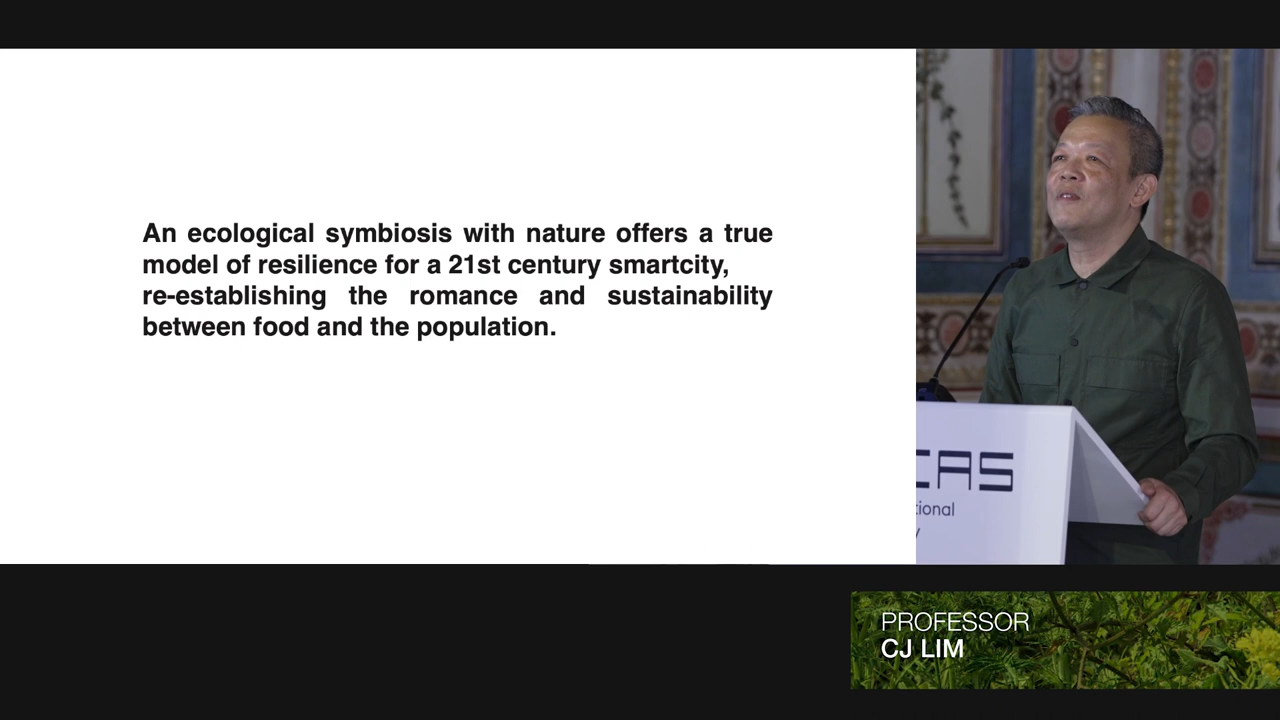 An ecological symbiosis with nature offers a true
model of resilience for a 21st century smartcity,
re-establishing the romance and sustainability
between food and the population.
CAS
tional
PROFESSOR
CJ LIM